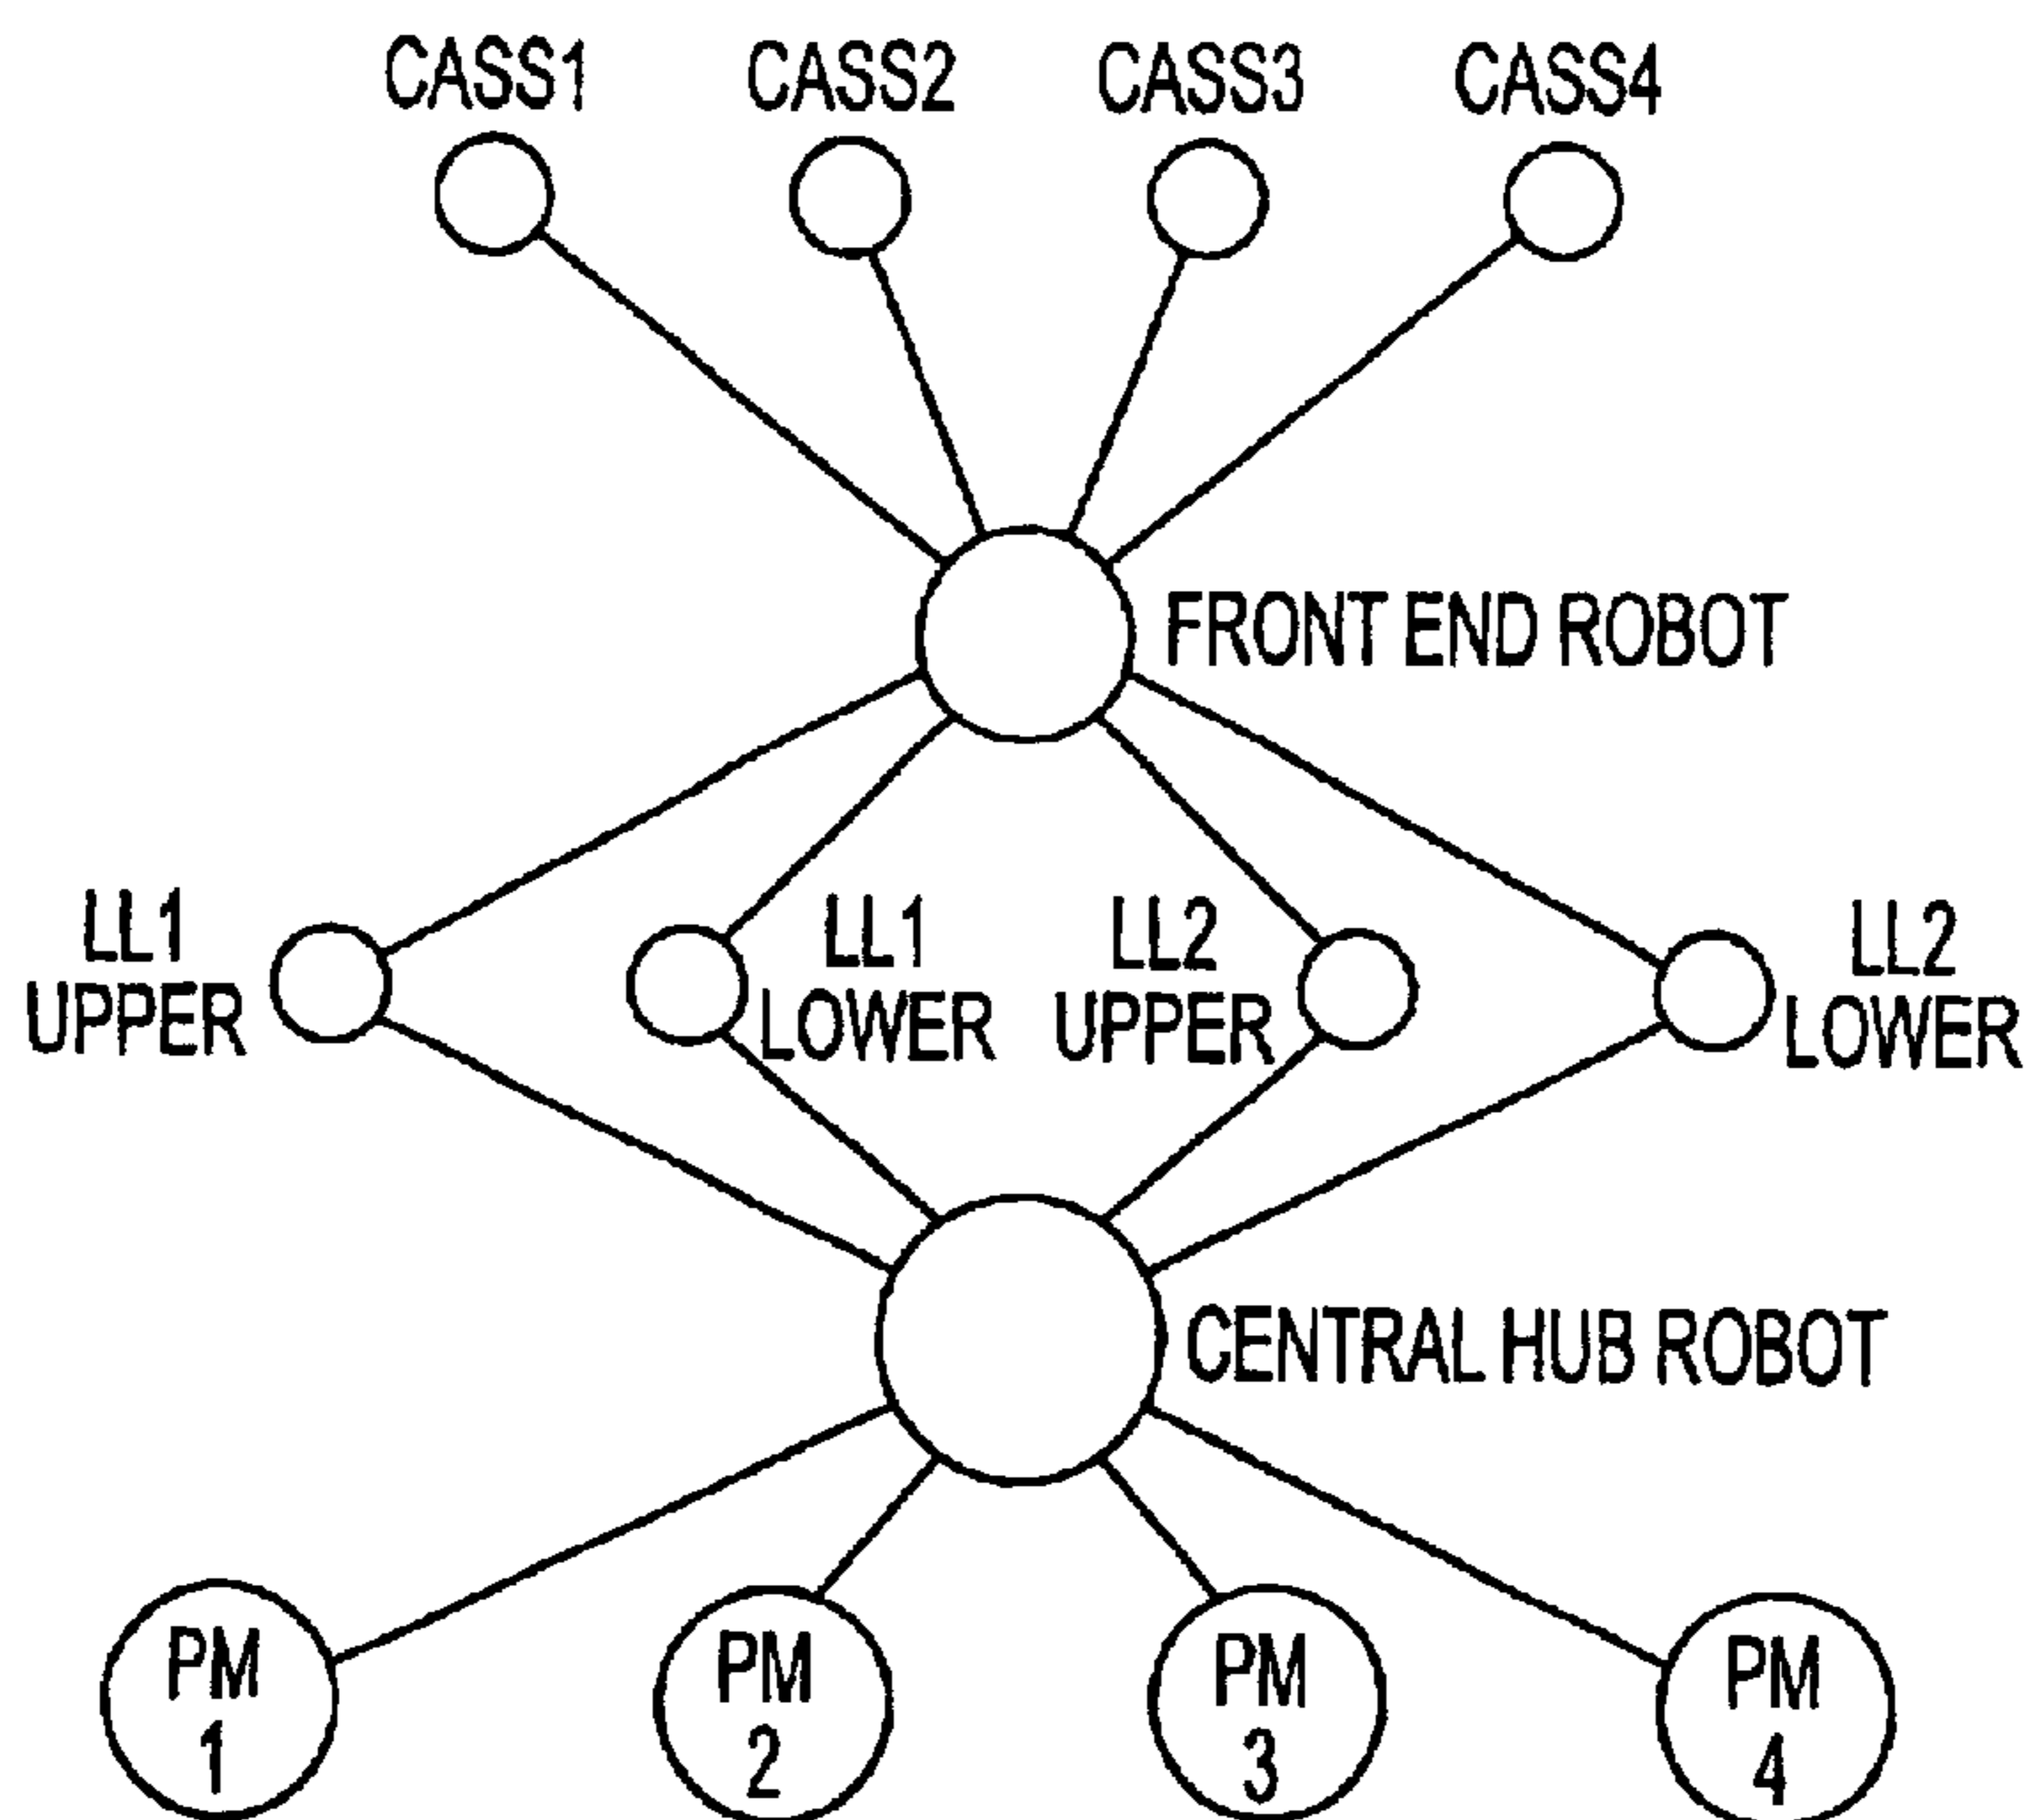 CASS1 CASS2 CASS3 CASS4
FRONT END ROBOT
LL1
UPPER
LL1
LOWER
LL2
UPPER
LL2
LOWER
CENTRAL HUB ROBOT
PM
1
PM
2
PM
3
PM
4